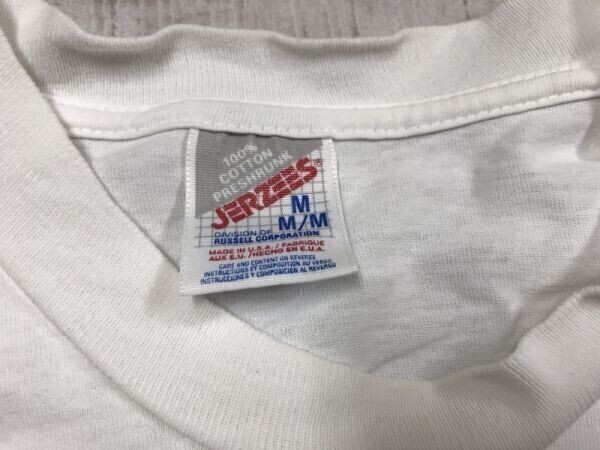 100%
COTTON
PRESHRUNK
JERZEES®
M
M/M
DIVISION OF
RUSSELL CORPORATION
MADE IN U.S.A./FABRIQUE
AUX E.U./HECHO EN E.U.A.
CARE AND CONTENT ON REVERSE
INSTRUCTIONS ET COMPOSITION AU VERSO
INSTRUCCIONES Y COMPOSICION AL REVERSO